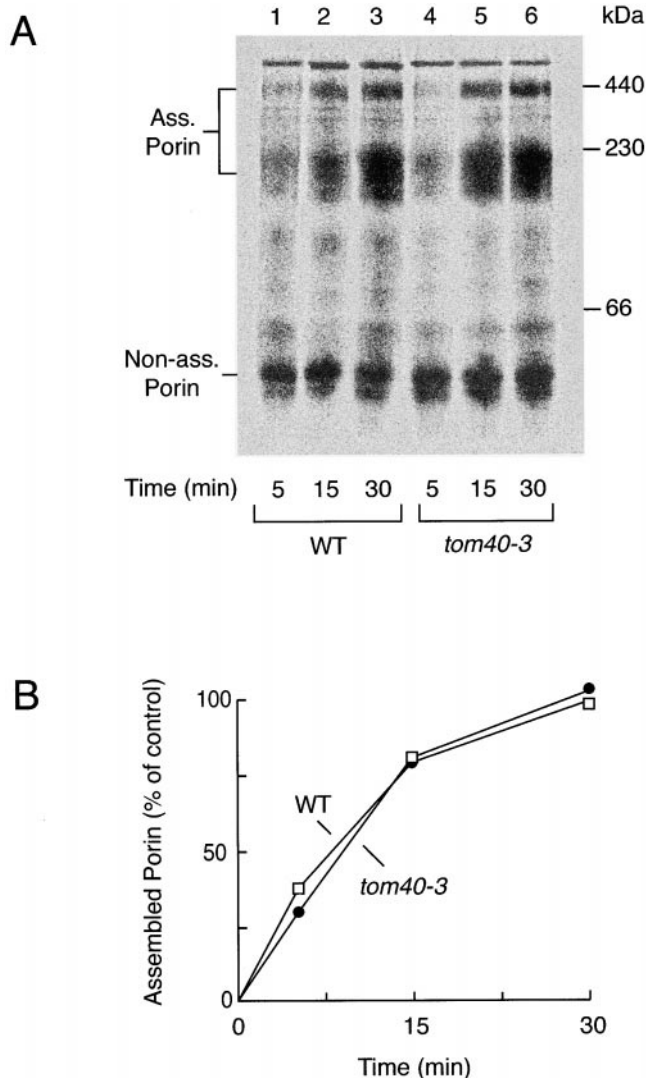 A
1 2 3 4 5 6 kDa
Ass.
Porin
440
230
66
Non-ass.
Porin
Time (min) 5 15 30 5 15 30
WT tom40-3
B
Assembled Porin (% of control)
100
50
0
WT
tom40-3
0 15 30
Time (min)